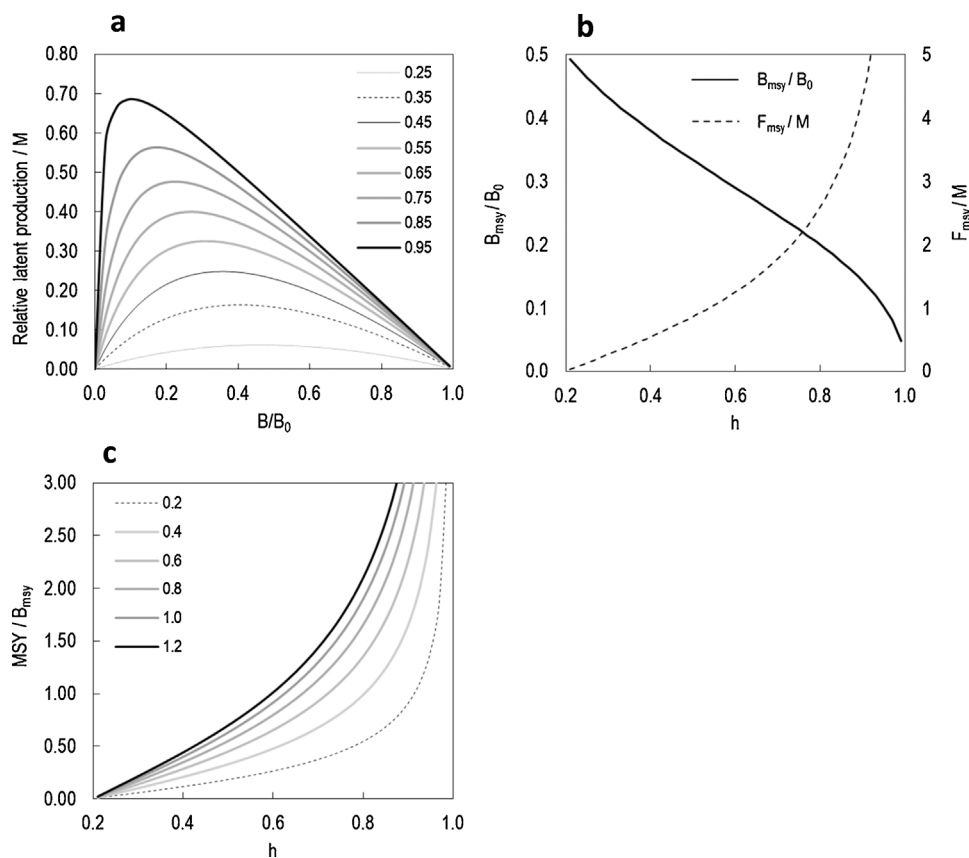 a
0.80
0.70
0.60
0.50
0.40
0.30
0.20
0.10
0.00
Relative latent production / M
0.25
0.35
0.45
0.55
0.65
0.75
0.85
0.95
0.0 0.2 0.4 0.6 0.8 1.0
B/B0
b
0.5
0.4
0.3
0.2
0.1
0.0
Bmsy / B0
Bmsy / B0
Fmsy / M
5
4
3
2
1
0
Fmsy / M
0.2 0.4 0.6 0.8 1.0
h
c
3.00
2.50
2.00
1.50
1.00
0.50
0.00
MSY / Bmsy
0.2
0.4
0.6
0.8
1.0
1.2
0.2 0.4 0.6 0.8 1.0
h